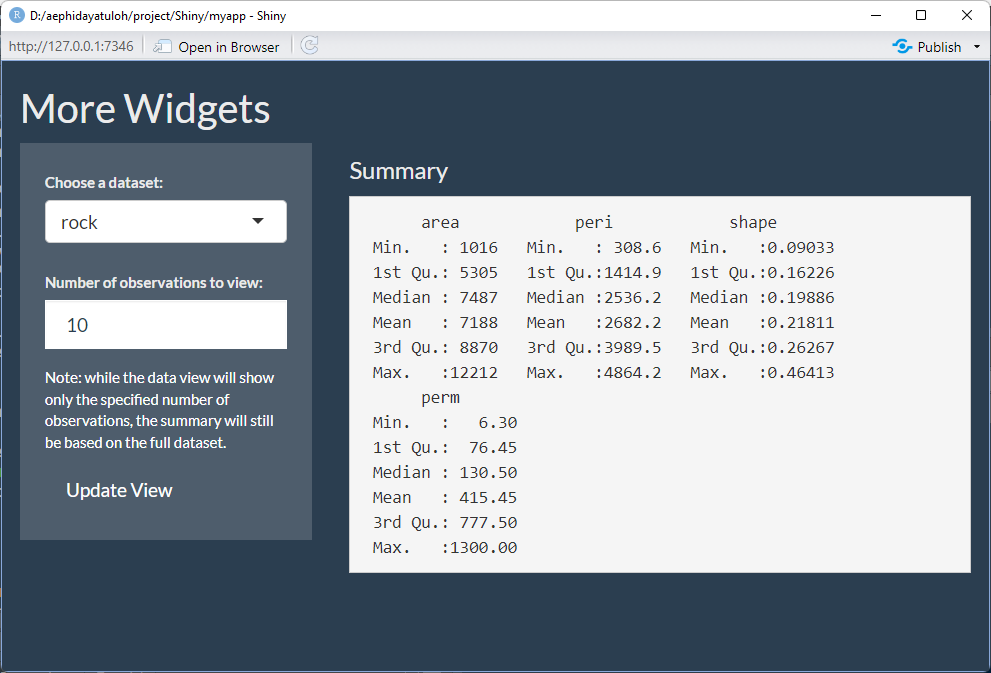 D:/aephidayatuloh/project/Shiny/myapp - Shiny
http://127.0.0.1:7346 Open in Browser Publish
More Widgets
Choose a dataset:
rock
Number of observations to view:
10
Note: while the data view will show
only the specified number of
observations, the summary will still
be based on the full dataset.
Update View
Summary
area peri shape
Min. : 1016 Min. : 308.6 Min. :0.09033
1st Qu.: 5305 1st Qu.:1414.9 1st Qu.:0.16226
Median : 7487 Median :2536.2 Median :0.19886
Mean : 7188 Mean :2682.2 Mean :0.21811
3rd Qu.: 8870 3rd Qu.:3989.5 3rd Qu.:0.26267
Max. :12212 Max. :4864.2 Max. :0.46413
perm
Min. : 6.30
1st Qu.: 76.45
Median : 130.50
Mean : 415.45
3rd Qu.: 777.50
Max. :1300.00